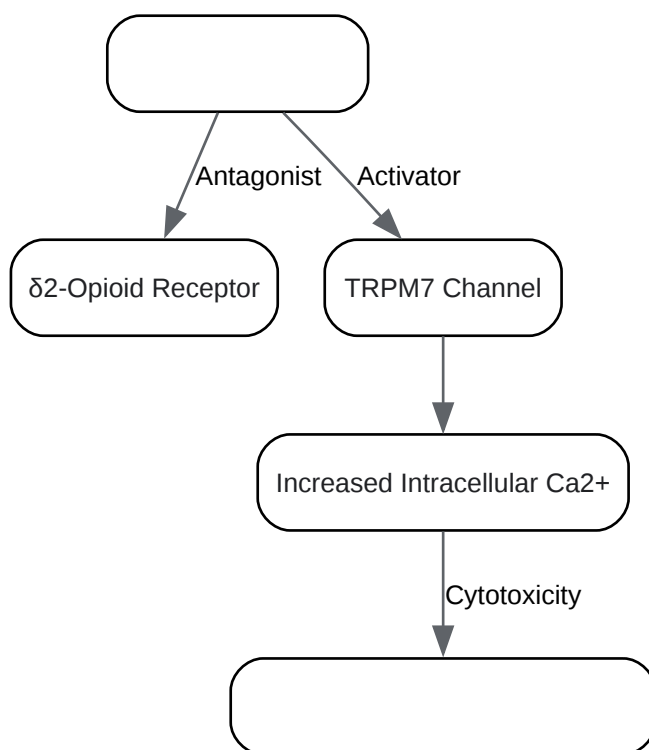 Antagonist
Activator
δ2-Opioid Receptor
TRPM7 Channel
Increased Intracellular Ca2+
Cytotoxicity